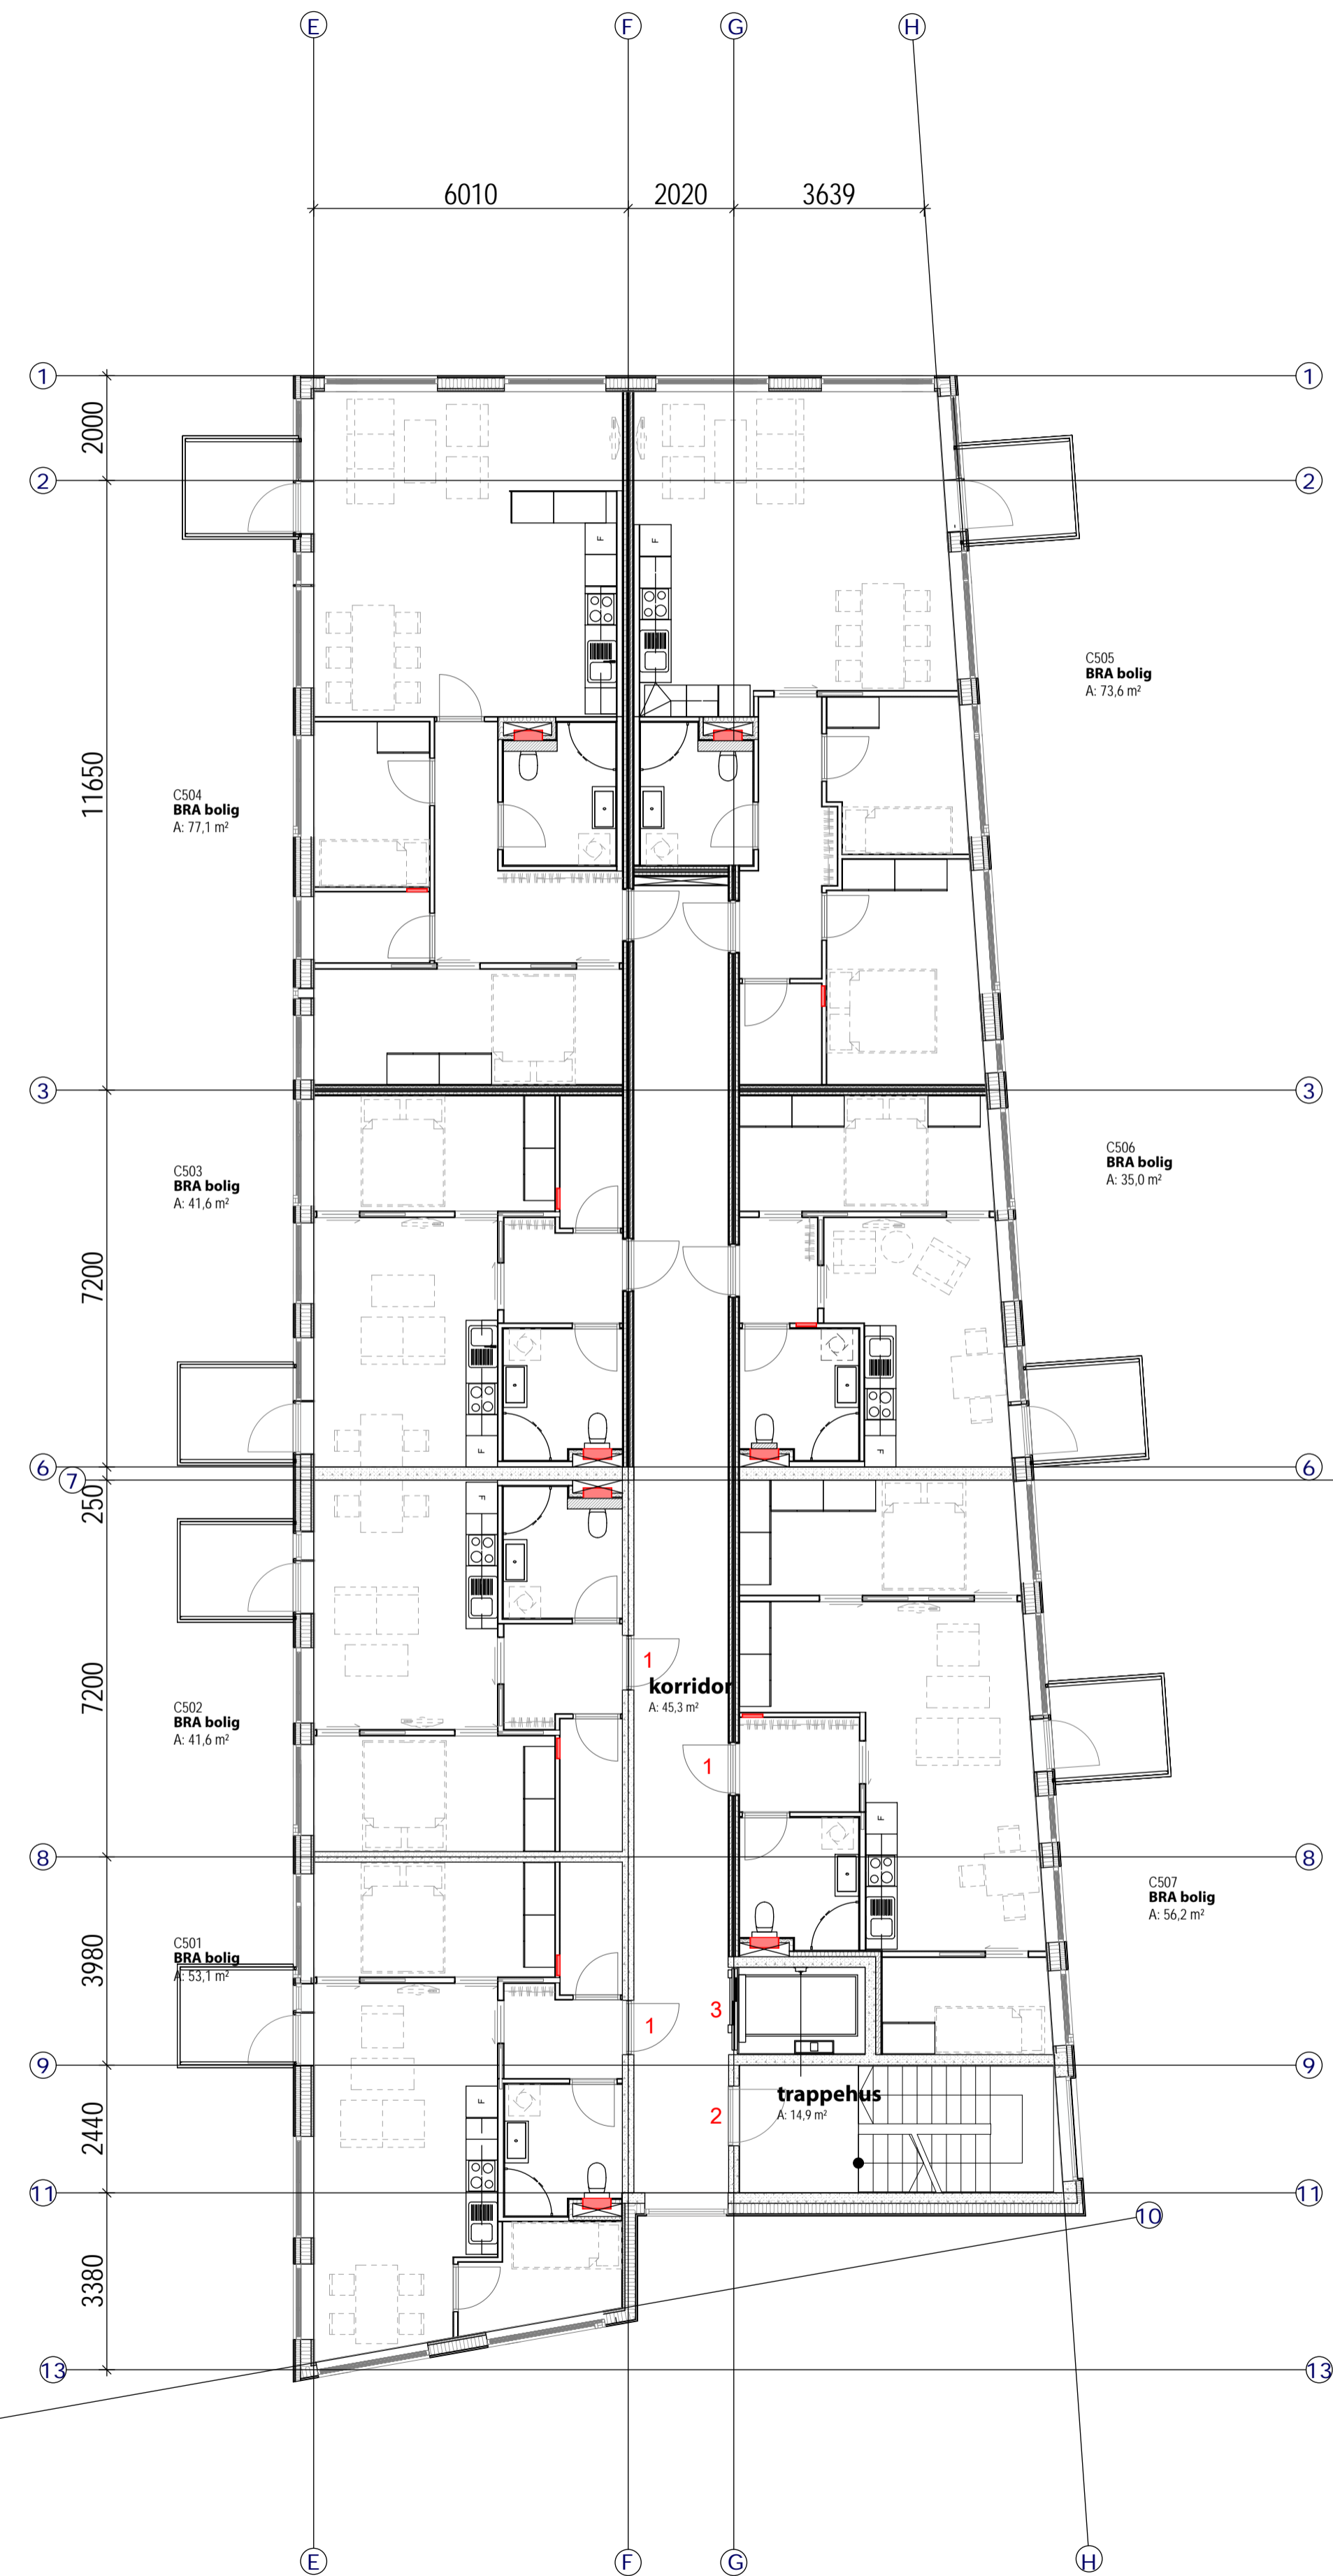 E F G H
6010 2020 3639
1 1
2000
2 2
F F
C505
BRA bolig
A: 73,6 m²
11650
C504
BRA bolig
A: 77,1 m²
3 3
C506
BRA bolig
A: 35,0 m²
C503
BRA bolig
A: 41,6 m²
7200
F F
6 6
7
250
F
1
korridor
A: 45,3 m²
7200
C502
BRA bolig
A: 41,6 m²
1
F
8 8
C507
BRA bolig
A: 56,2 m²
C501
BRA bolig
A: 53,1 m²
3980
3
1
9 9
trappehus
A: 14,9 m²
2
F
2440
11 11
10
3380
13 13
E F G H